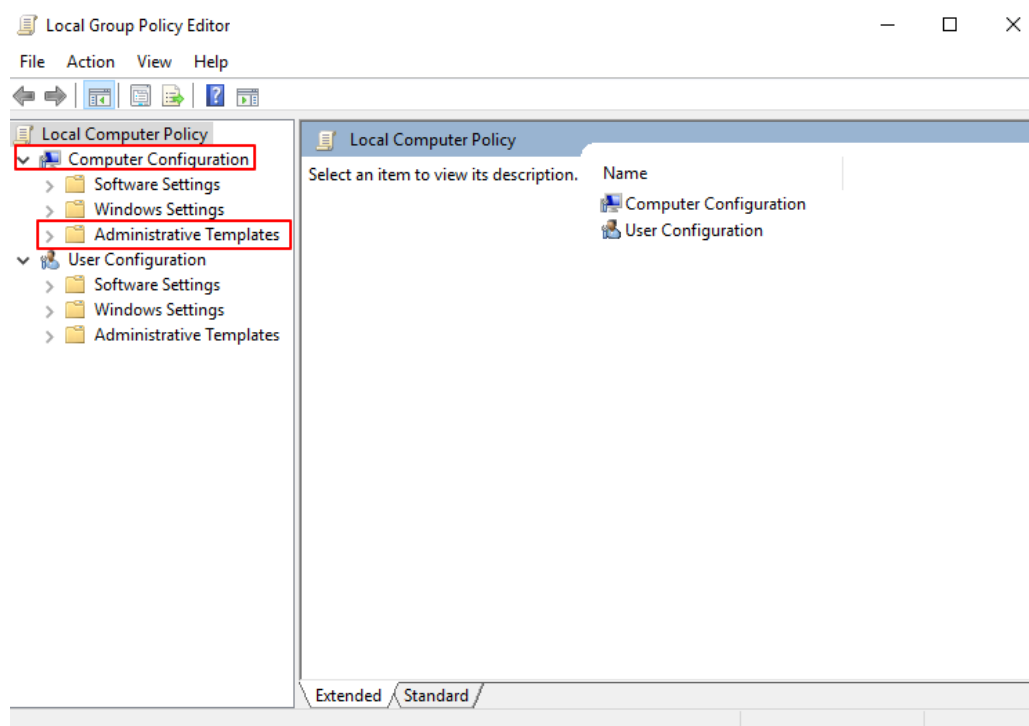 Local Group Policy Editor
File Action View Help
Local Computer Policy
Computer Configuration
Software Settings
Windows Settings
Administrative Templates
User Configuration
Software Settings
Windows Settings
Administrative Templates
Local Computer Policy
Select an item to view its description.
Name
Computer Configuration
User Configuration
Extended Standard